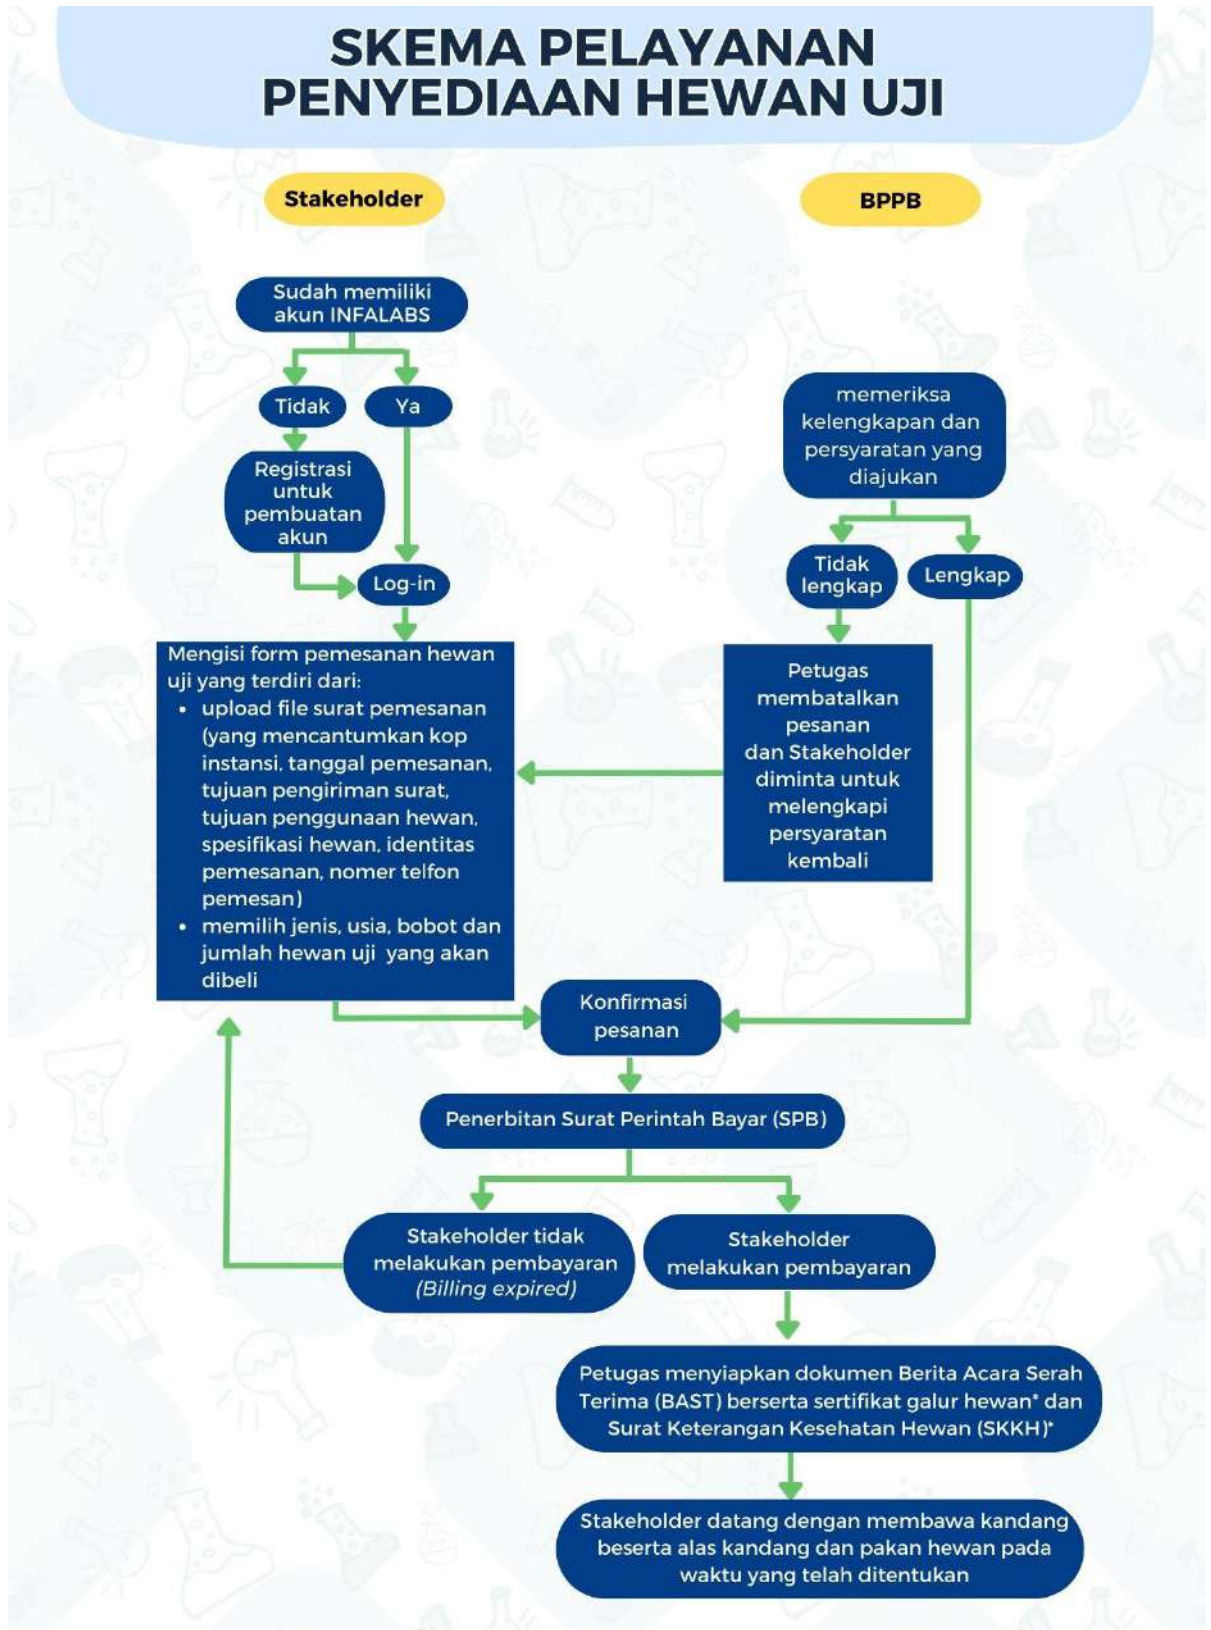 SKEMA PELAYANAN
PENYEDIAAN HEWAN UJI
Stakeholder
BPPB
Sudah memiliki
akun INFALABS
Tidak
Ya
Registrasi
untuk
pembuatan
akun
Log-in
memeriksa
kelengkapan dan
persyaratan yang
diajukan
Tidak
lengkap
Lengkap
Mengisi form pemesanan hewan
uji yang terdiri dari:
• upload file surat pemesanan
(yang mencantumkan kop
instansi, tanggal pemesanan,
tujuan pengiriman surat,
tujuan penggunaan hewan,
spesifikasi hewan, identitas
pemesanan, nomer telfon
pemesan)
• memilih jenis, usia, bobot dan
jumlah hewan uji yang akan
dibeli
Petugas
membatalkan
pesanan
dan Stakeholder
diminta untuk
melengkapi
persyaratan
kembali
Konfirmasi
pesanan
Penerbitan Surat Perintah Bayar (SPB)
Stakeholder tidak
melakukan pembayaran
(Billing expired)
Stakeholder
melakukan pembayaran
Petugas menyiapkan dokumen Berita Acara Serah
Terima (BAST) berserta sertifikat galur hewan* dan
Surat Keterangan Kesehatan Hewan (SKKH)*
Stakeholder datang dengan membawa kandang
beserta alas kandang dan pakan hewan pada
waktu yang telah ditentukan